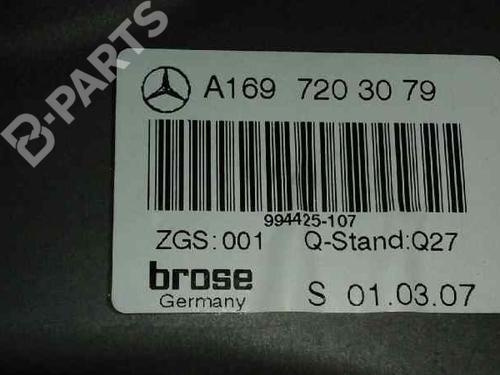 B-PARTS
A169 720 30 79
994425-107
ZGS:001 Q-Stand:Q27
brose
Germany
S 01.03.07